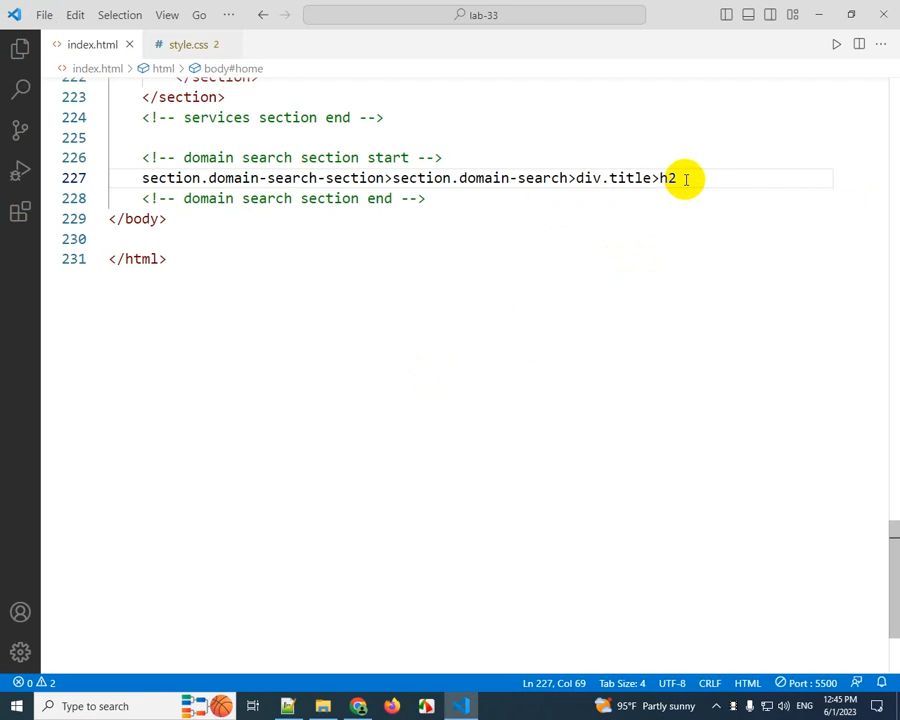 File Edit Selection View Go ··· lab-33
index.html style.css 2
index.html html body#home
222 </section>
223 </section>
224 <!-- services section end -->
225
226 <!-- domain search section start -->
227 section.domain-search-section>section.domain-search>div.title>h2
228 <!-- domain search section end -->
229 </body>
230
231 </html>
0 2 Ln 227, Col 69 Tab Size: 4 UTF-8 CRLF HTML Port : 5500
Type to search 95°F Partly sunny ENG 12:45 PM
6/1/2023